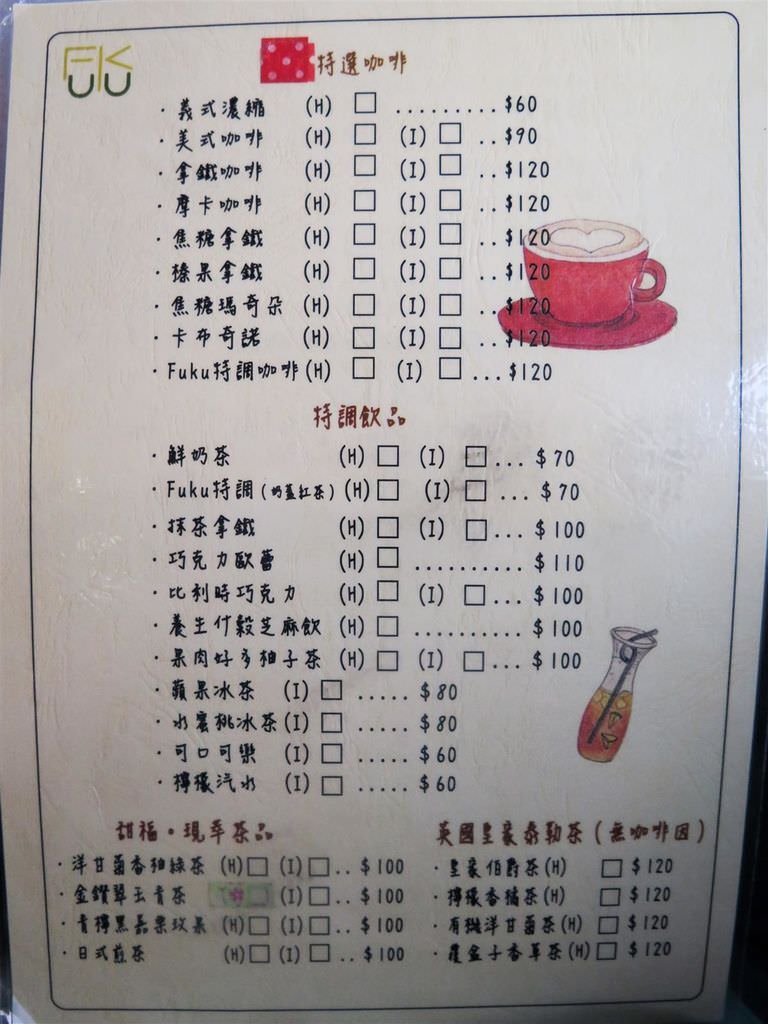 FUKU
特選咖啡
·義式濃縮 (H) □ ..........$60
·美式咖啡 (H) □ (I) □ ..$90
·拿鐵咖啡 (H) □ (I) □ ..$120
·摩卡咖啡 (H) □ (I) □ ..$120
·焦糖拿鐵 (H) □ (I) □ ..$120
·榛果拿鐵 (H) □ (I) □ ..$120
·焦糖瑪奇朵 (H) □ (I) □ ..$120
·卡布奇諾 (H) □ (I) □ ..$120
·Fuku特調咖啡(H) □ (I) □ ...$120
特調飲品
·鮮奶茶 (H) □ (I) □... $70
·Fuku特調(奶蓋紅茶) (H) □ (I) □ ... $70
·抹茶拿鐵 (H) □ (I) □... $100
·巧克力歐蕾 (H) □ .......... $110
·比利時巧克力 (H) □ (I) □... $100
·養生什穀芝麻飲 (H) □ .......... $100
·果肉好多柚子茶 (H) □ (I) □... $100
·蘋果冰茶 (I) □ ..... $80
·水蜜桃冰茶(I) □ ..... $80
·可口可樂 (I) □ ..... $60
·檸檬汽水 (I) □ ..... $60
甜福·現萃茶品
·洋甘菊香柚綠茶 (H)□ (I)□.. $100
·金鑽翠玉青茶 (I)□.. $100
·青檸黑嘉栗玫果 (H)□ (I)□.. $100
·日式煎茶 (H)□ (I)□.. $100
英國皇家泰勒茶(無咖啡因)
·皇家伯爵茶(H) □ $120
·檸檬香橘茶(H) □ $120
·有機洋甘菊茶(H) □ $120
·覆盆子香草茶(H) □ $120